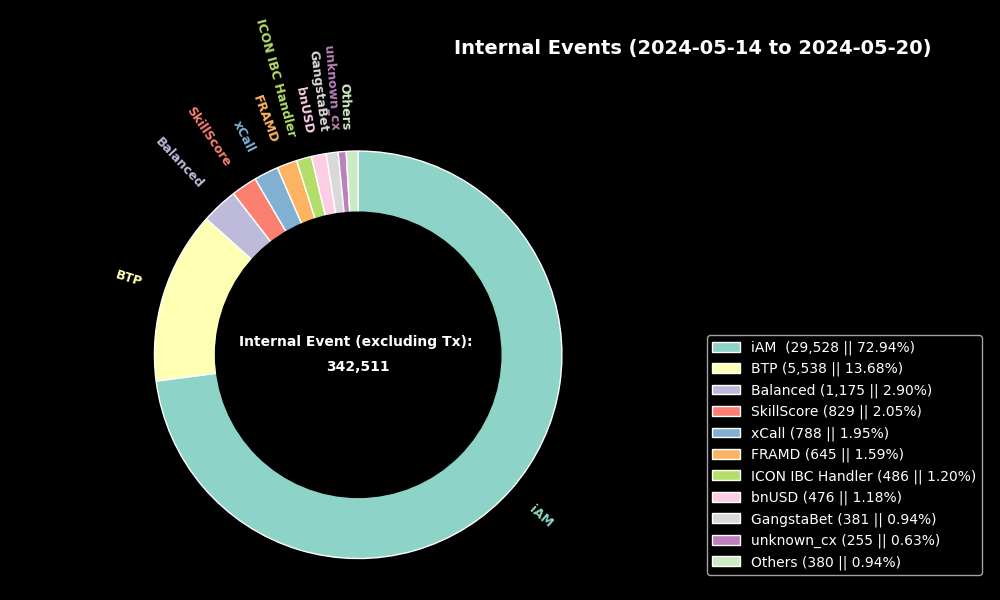 Internal Events (2024-05-14 to 2024-05-20)
iAM
BTP
Balanced
SkillScore
xCall
FRAMD
ICON IBC Handler
bnUSD
GangstaBet
unknown_cx
Others
Internal Event (excluding Tx):
342,511
iAM  (29,528 || 72.94%)
BTP (5,538 || 13.68%)
Balanced (1,175 || 2.90%)
SkillScore (829 || 2.05%)
xCall (788 || 1.95%)
FRAMD (645 || 1.59%)
ICON IBC Handler (486 || 1.20%)
bnUSD (476 || 1.18%)
GangstaBet (381 || 0.94%)
unknown_cx (255 || 0.63%)
Others (380 || 0.94%)